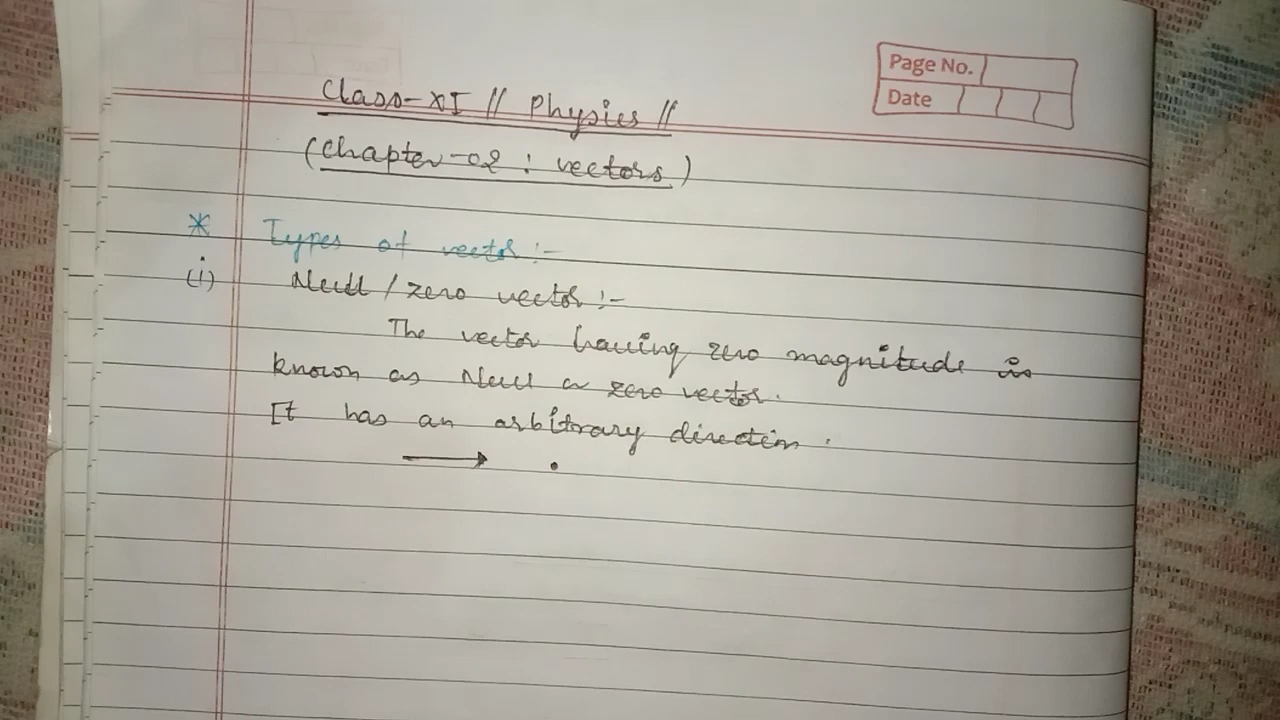 Page No.
Date
Class-XI // Physics //
(Chapter-02 : vectors)
* Types of vector :-
(i) Null / zero vector :-
The vector having zero magnitude is
known as Null or zero vector.
It has an arbitrary direction.